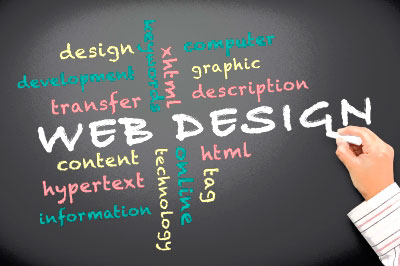 design
keywords
xhtml
computer
development
graphic
transfer
description
WEB DESIGN
content
technology
online
html
hypertext
tag
information